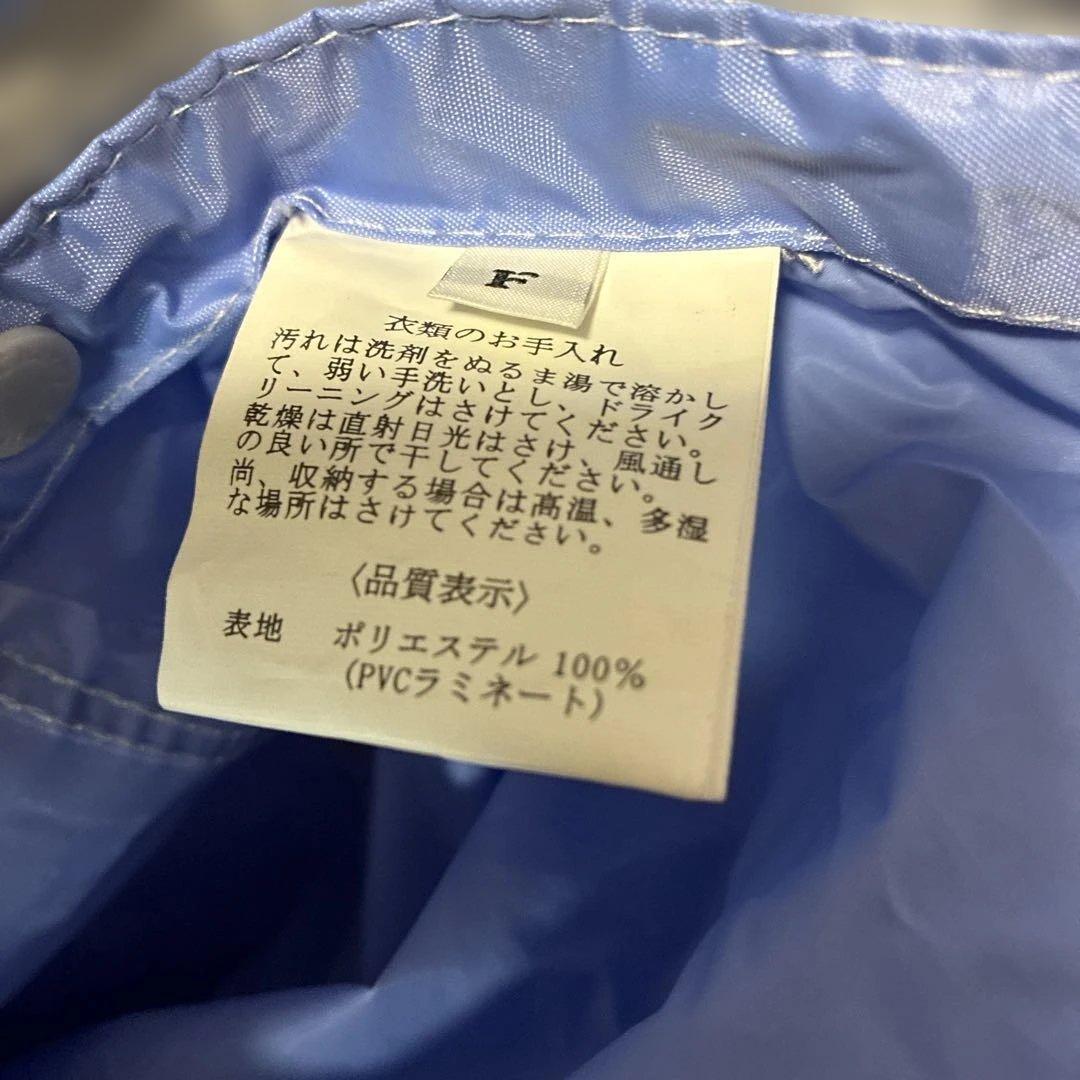 F
衣類のお手入れ
汚れは洗剤をぬるま湯で溶かし
て、弱い手洗いとし、ドライク
リーニングはさけてください。
乾燥は直射日光はさけ、風通し
の良い所で干してください。
尚、収納する場合は高温、多湿
な場所はさけてください。
〈品質表示〉
表地 ポリエステル 100%
(PVCラミネート)